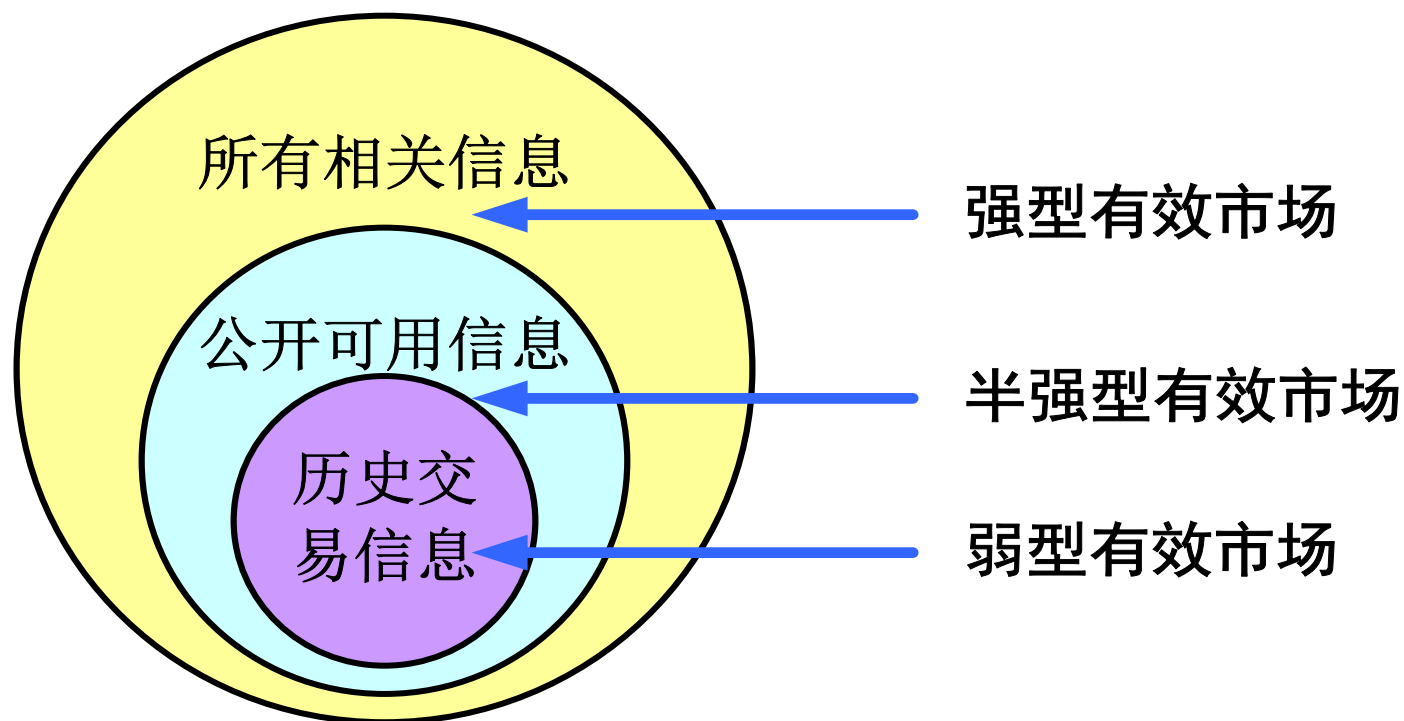 所有相关信息
强型有效市场
公开可用信息
半强型有效市场
历史交
易信息
弱型有效市场